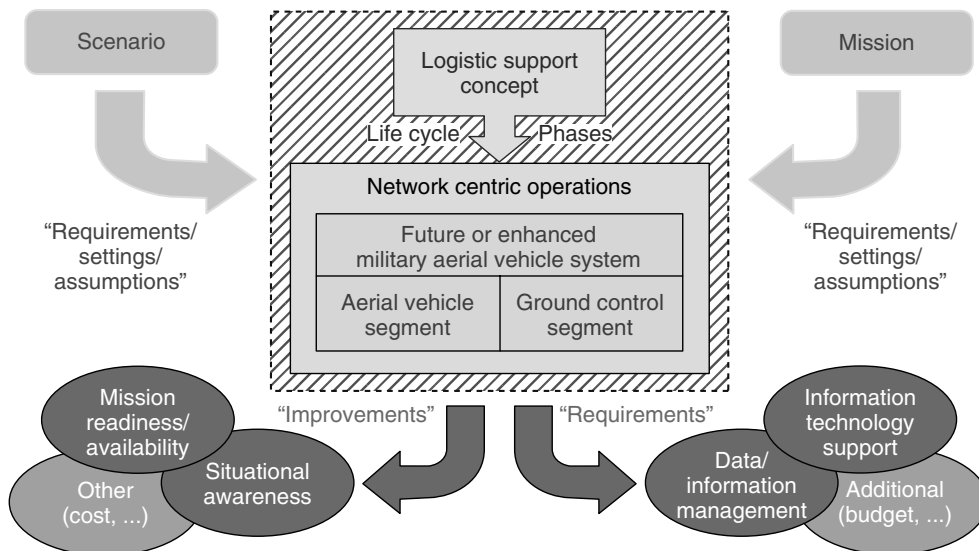 Scenario
Logistic support
concept
Mission
Life cycle
Phases
Network centric operations
Future or enhanced
military aerial vehicle system
Aerial vehicle
segment
Ground control
segment
“Requirements/
settings/
assumptions”
“Requirements/
settings/
assumptions”
“Improvements”
“Requirements”
Mission
readiness/
availability
Situational
awareness
Other
(cost, ...)
Information
technology
support
Data/
information
management
Additional
(budget, ...)